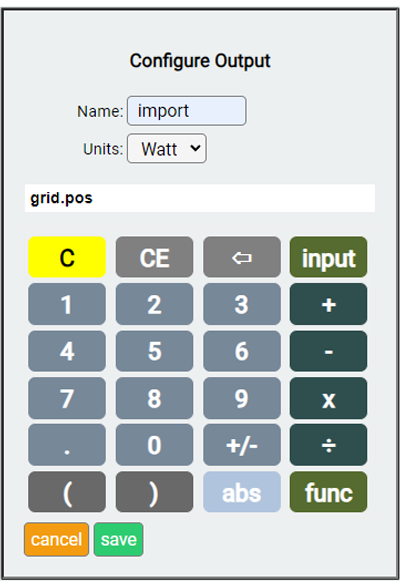 Configure Output
Name: import
Units: Watt
grid.pos
C CE ⇦ input
1 2 3 +
4 5 6 -
7 8 9 x
. 0 +/- ÷
( ) abs func
cancel save